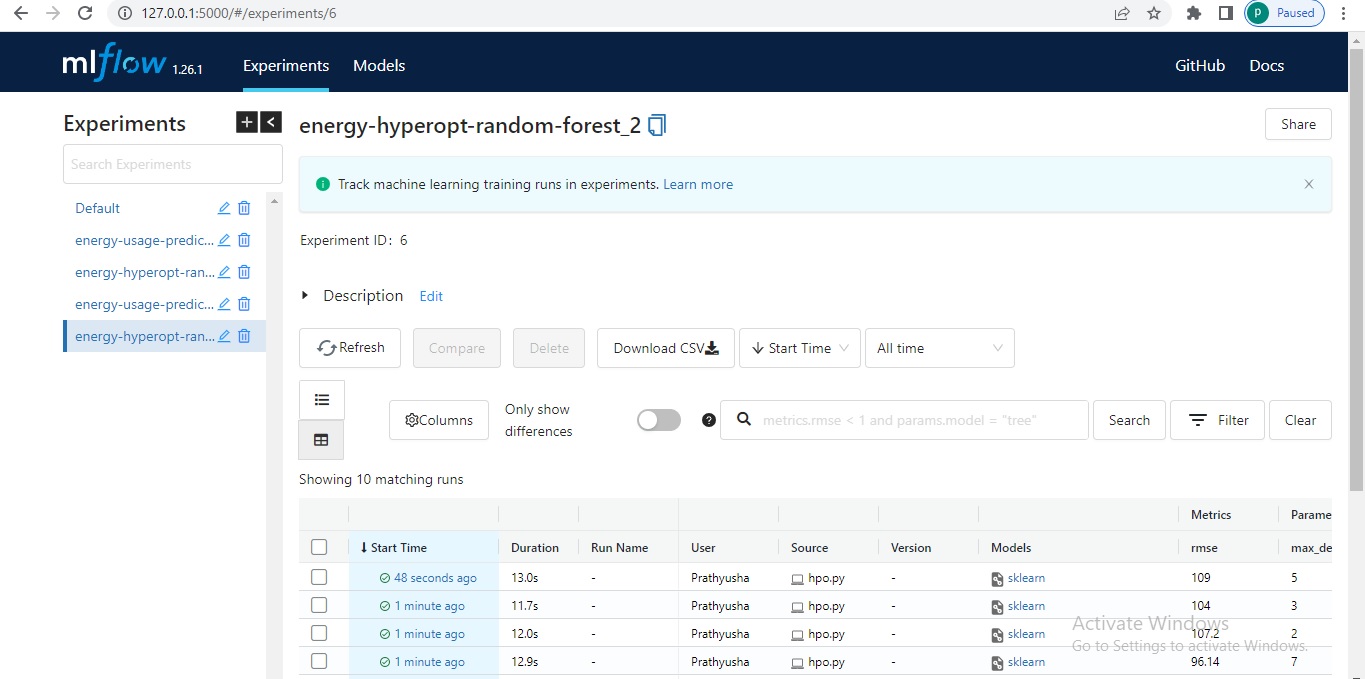 127.0.0.1:5000/#/experiments/6
P Paused
mlflow 1.26.1 Experiments Models GitHub Docs
Experiments + <
energy-hyperopt-random-forest_2
Share
Search Experiments
Track machine learning training runs in experiments. Learn more
Default
energy-usage-predic...
energy-hyperopt-ran...
energy-usage-predic...
energy-hyperopt-ran...
Experiment ID: 6
Description Edit
Refresh Compare Delete Download CSV Start Time All time
Columns Only show differences ? metrics.rmse < 1 and params.model = "tree" Search Filter Clear
Showing 10 matching runs
Metrics Parame
Start Time Duration Run Name User Source Version Models rmse max_de
48 seconds ago 13.0s - Prathyusha hpo.py - sklearn 109 5
1 minute ago 11.7s - Prathyusha hpo.py - sklearn 104 3
1 minute ago 12.0s - Prathyusha hpo.py - sklearn 107.2 2
1 minute ago 12.9s - Prathyusha hpo.py - sklearn 96.14 7
Activate Windows
Go to Settings to activate Windows.